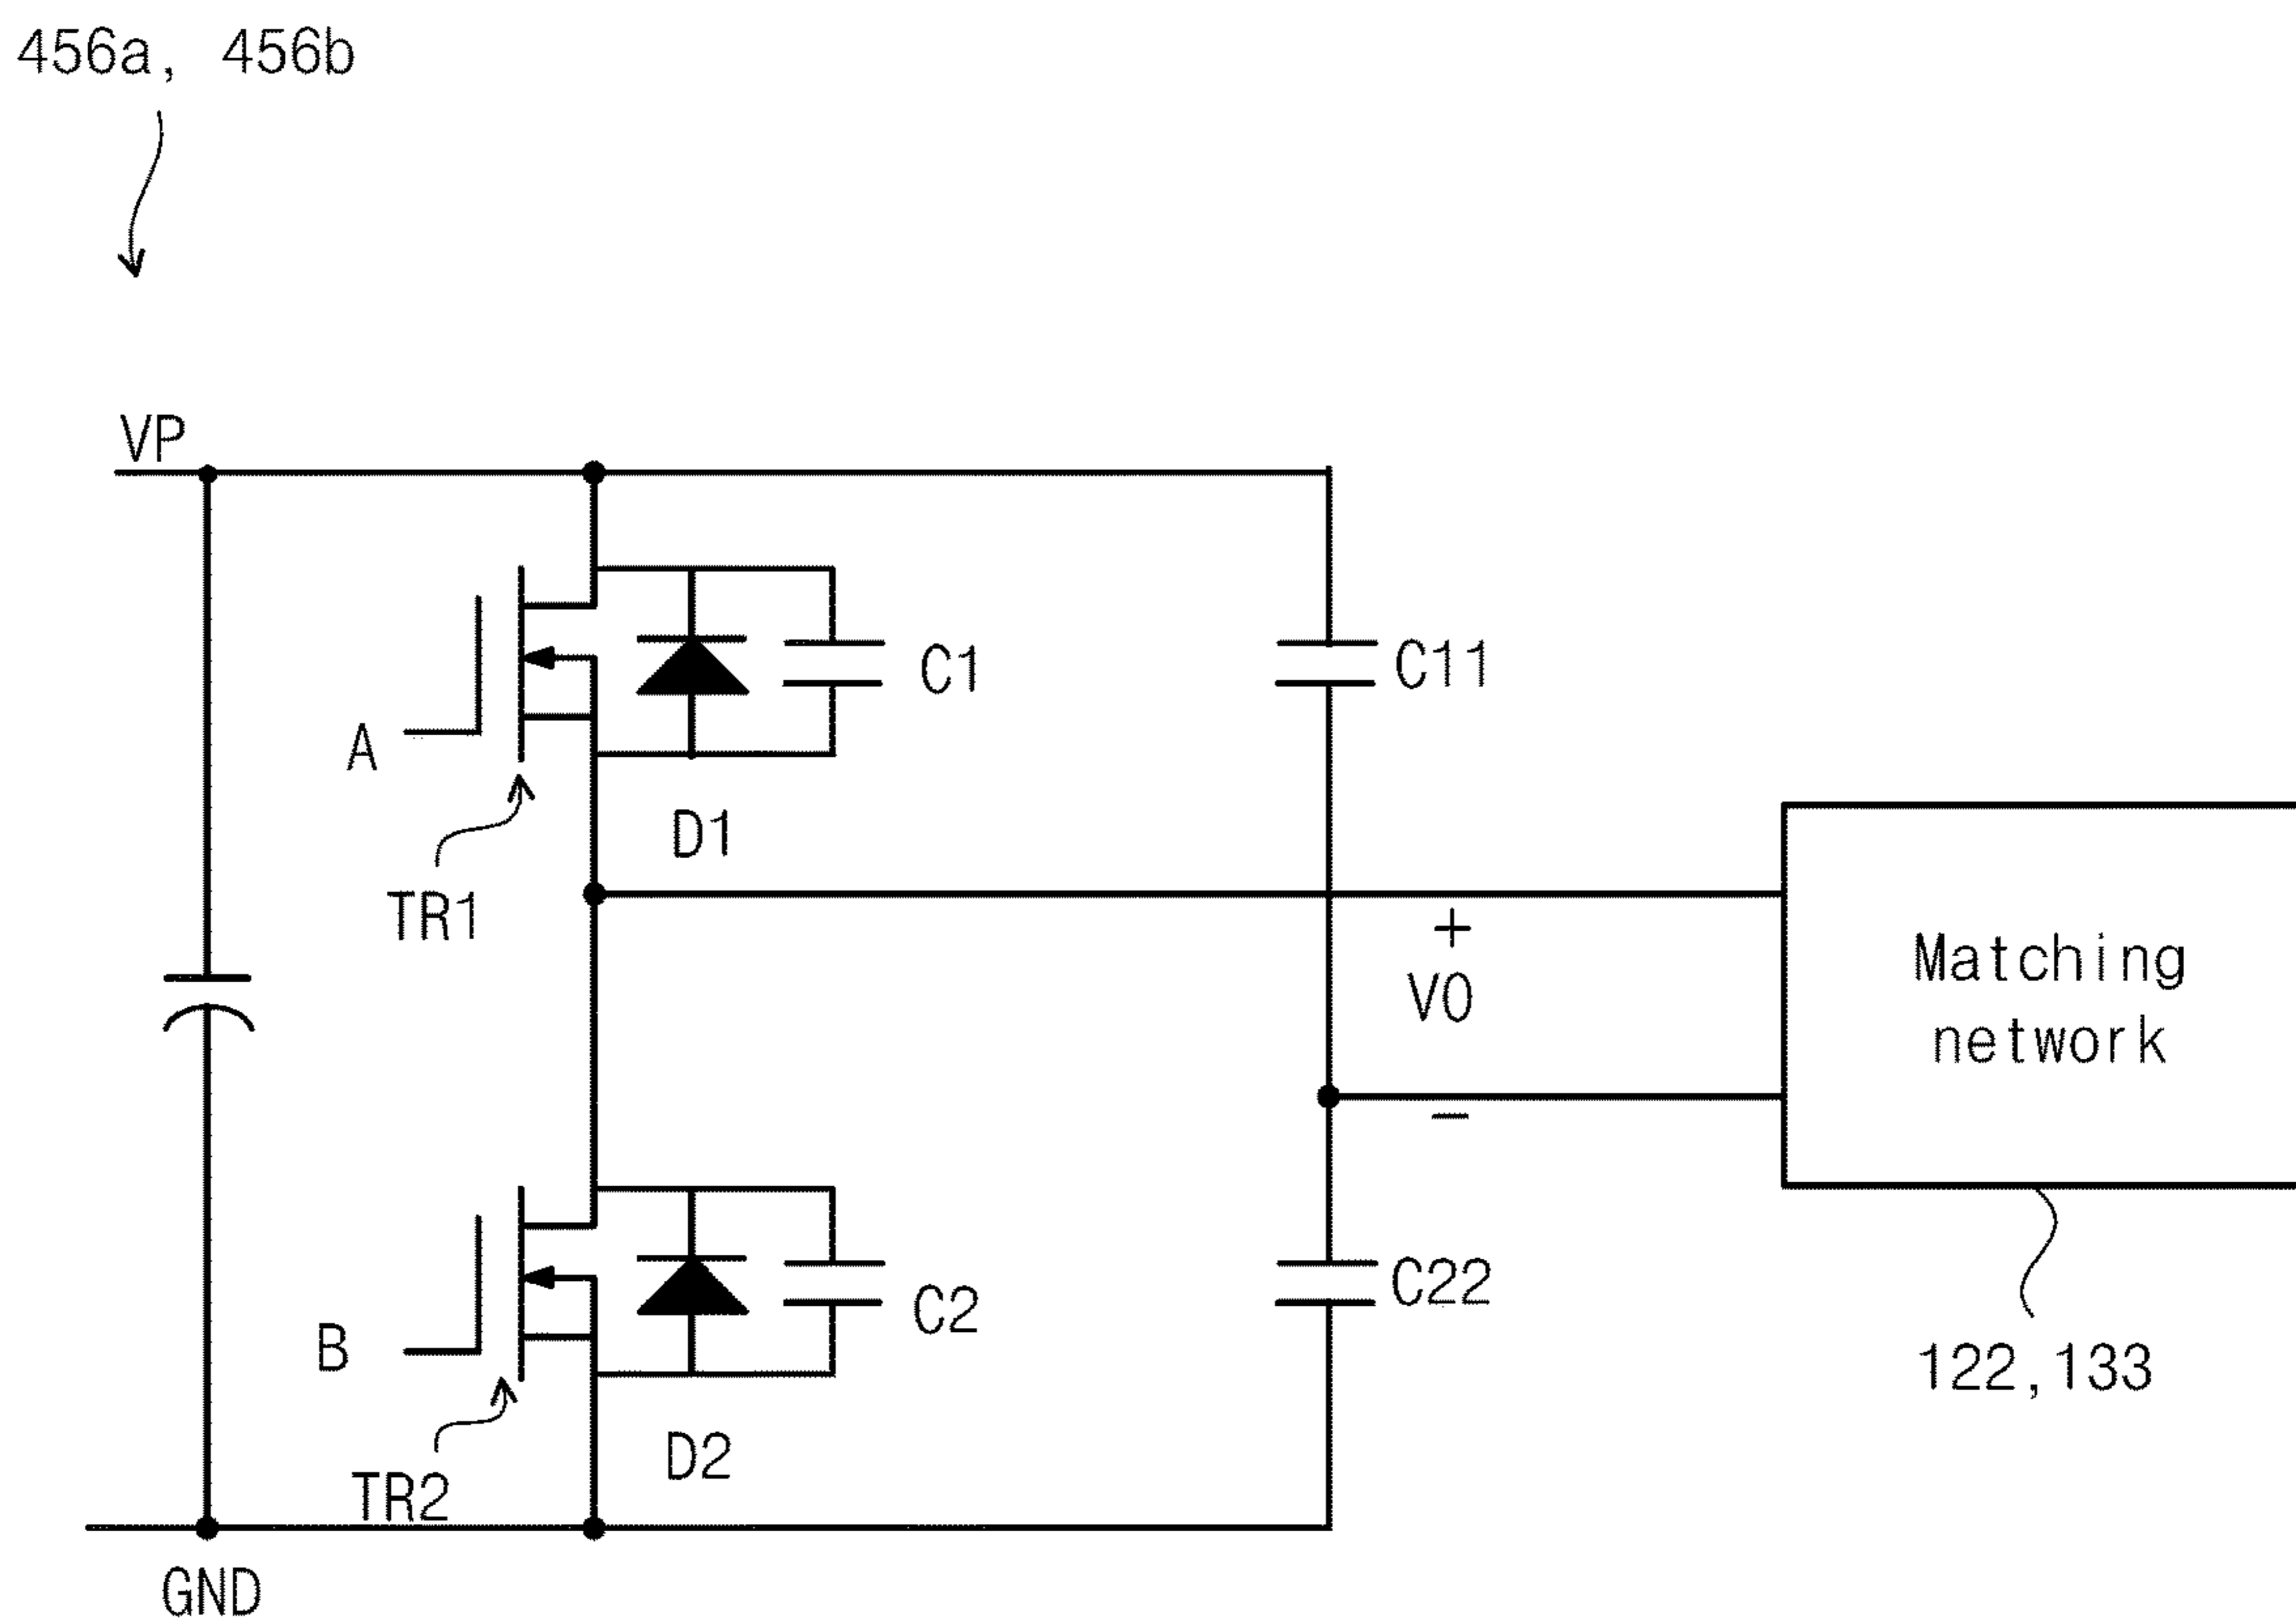 456a, 456b
VP
C1
C11
A
D1
TR1
+
V0
-
Matching
network
C2
C22
B
122,133
D2
TR2
GND